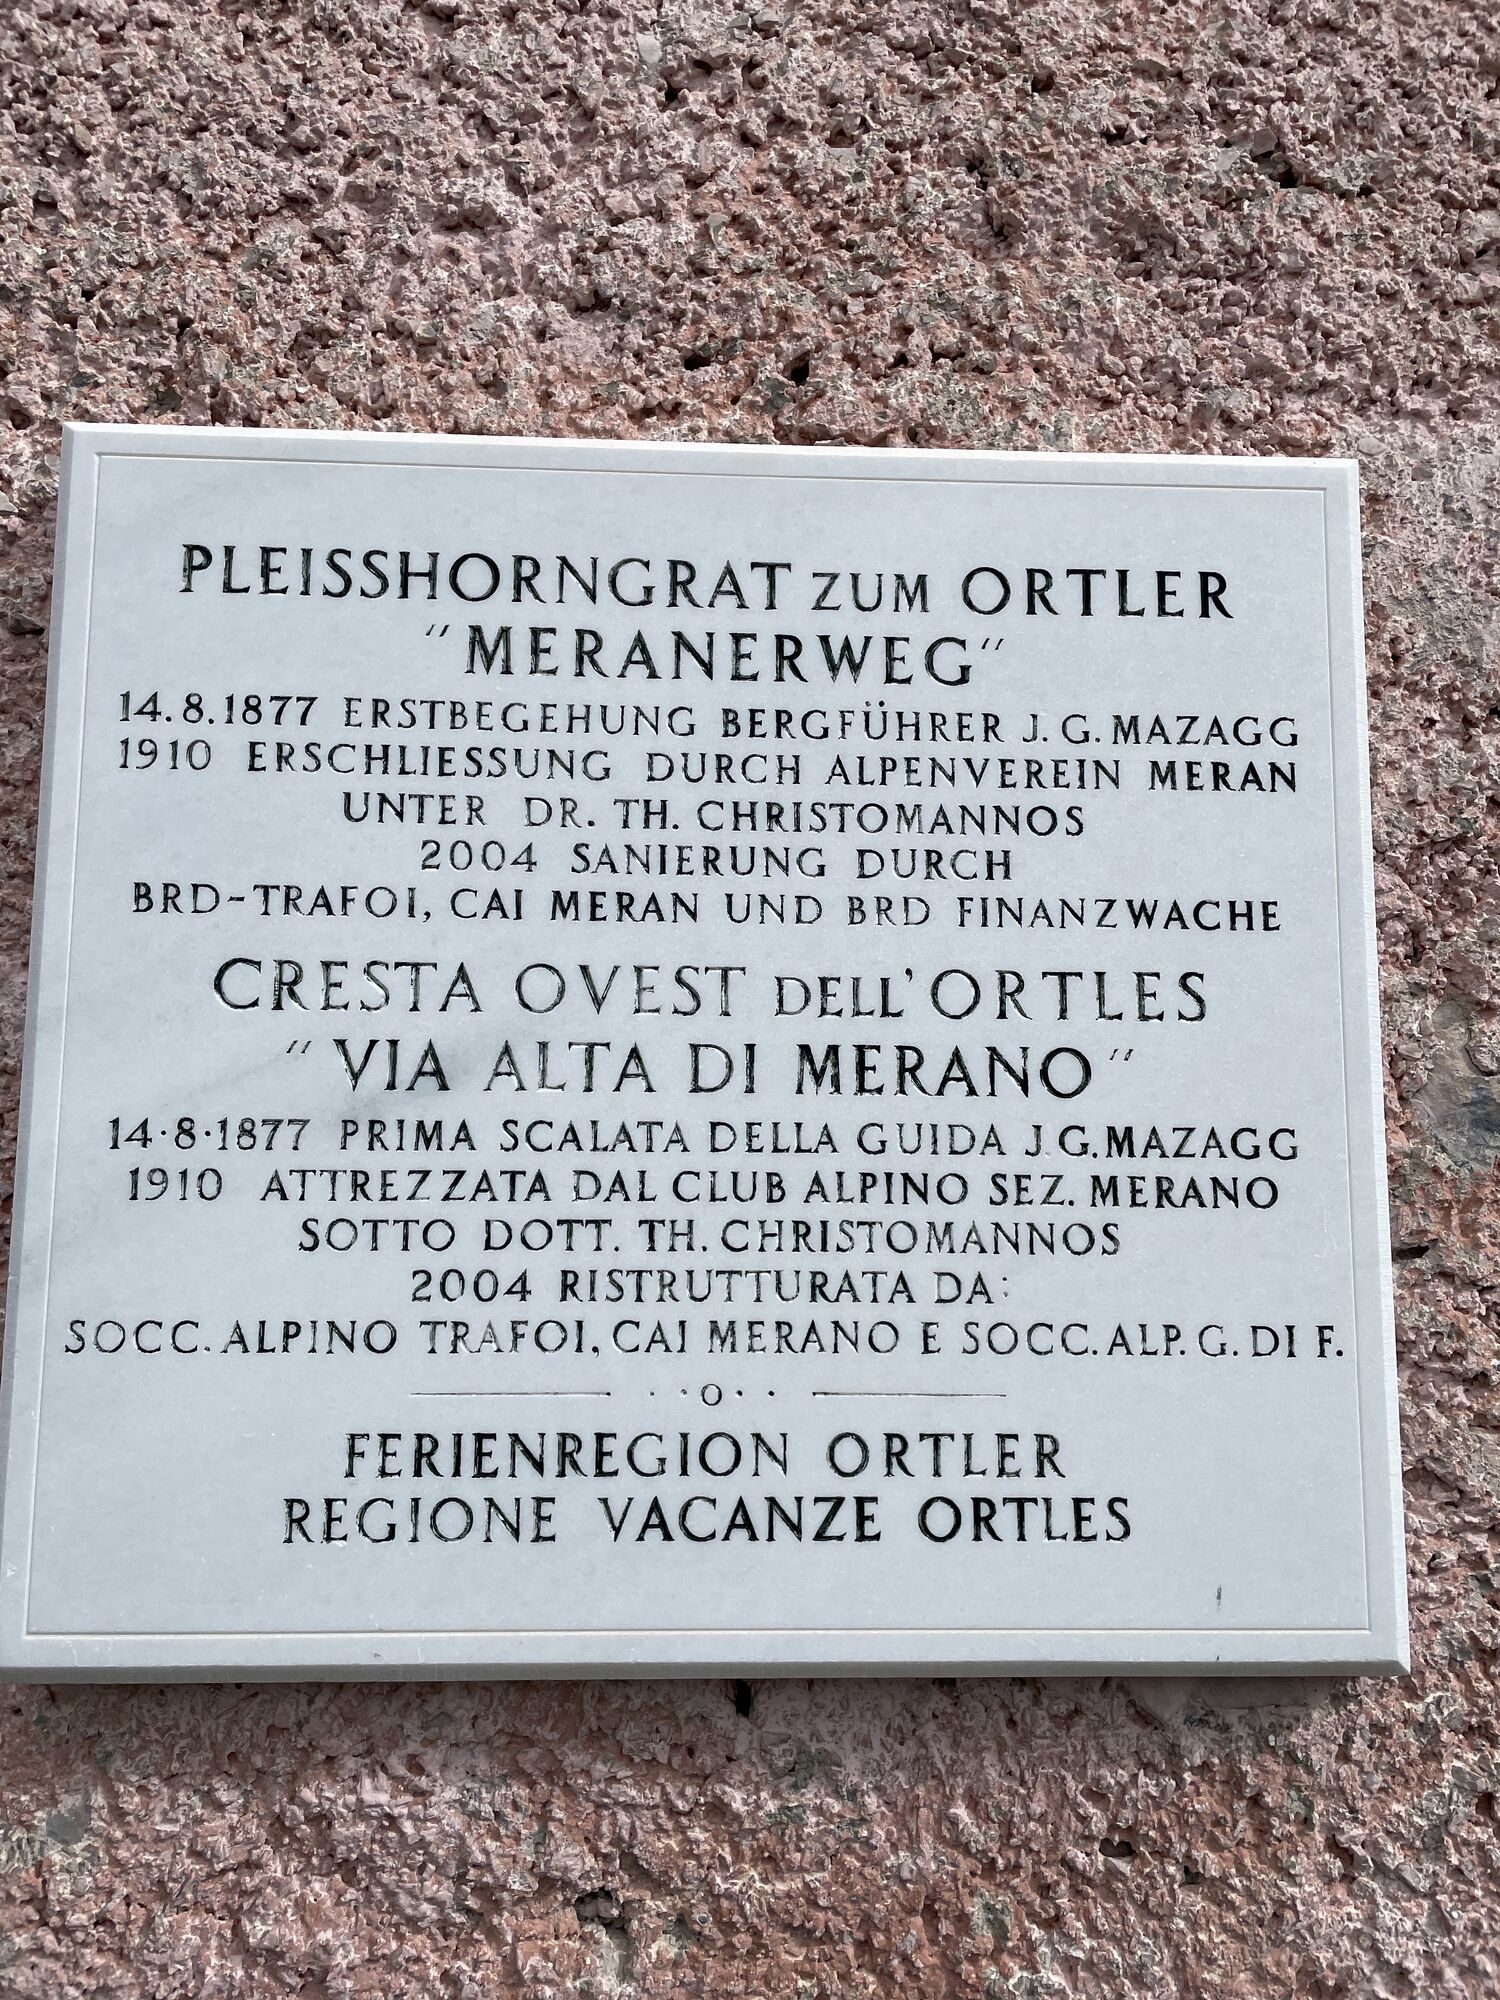 PLEISSHORNGRAT ZUM ORTLER
"MERANERWEG"
14.8.1877 ERSTBEGEHUNG BERGFÜHRER J. G. MAZAGG
1910 ERSCHLIESSUNG DURCH ALPENVEREIN MERAN
UNTER DR. TH. CHRISTOMANNOS
2004 SANIERUNG DURCH
BRD-TRAFOI, CAI MERAN UND BRD FINANZWACHE
CRESTA OVEST DELL'ORTLES
"VIA ALTA DI MERANO"
14·8·1877 PRIMA SCALATA DELLA GUIDA J. G. MAZAGG
1910 ATTREZZATA DAL CLUB ALPINO SEZ. MERANO
SOTTO DOTT. TH. CHRISTOMANNOS
2004 RISTRUTTURATA DA:
SOCC. ALPINO TRAFOI, CAI MERANO E SOCC. ALP. G. DI F.
FERIENREGION ORTLER
REGIONE VACANZE ORTLES